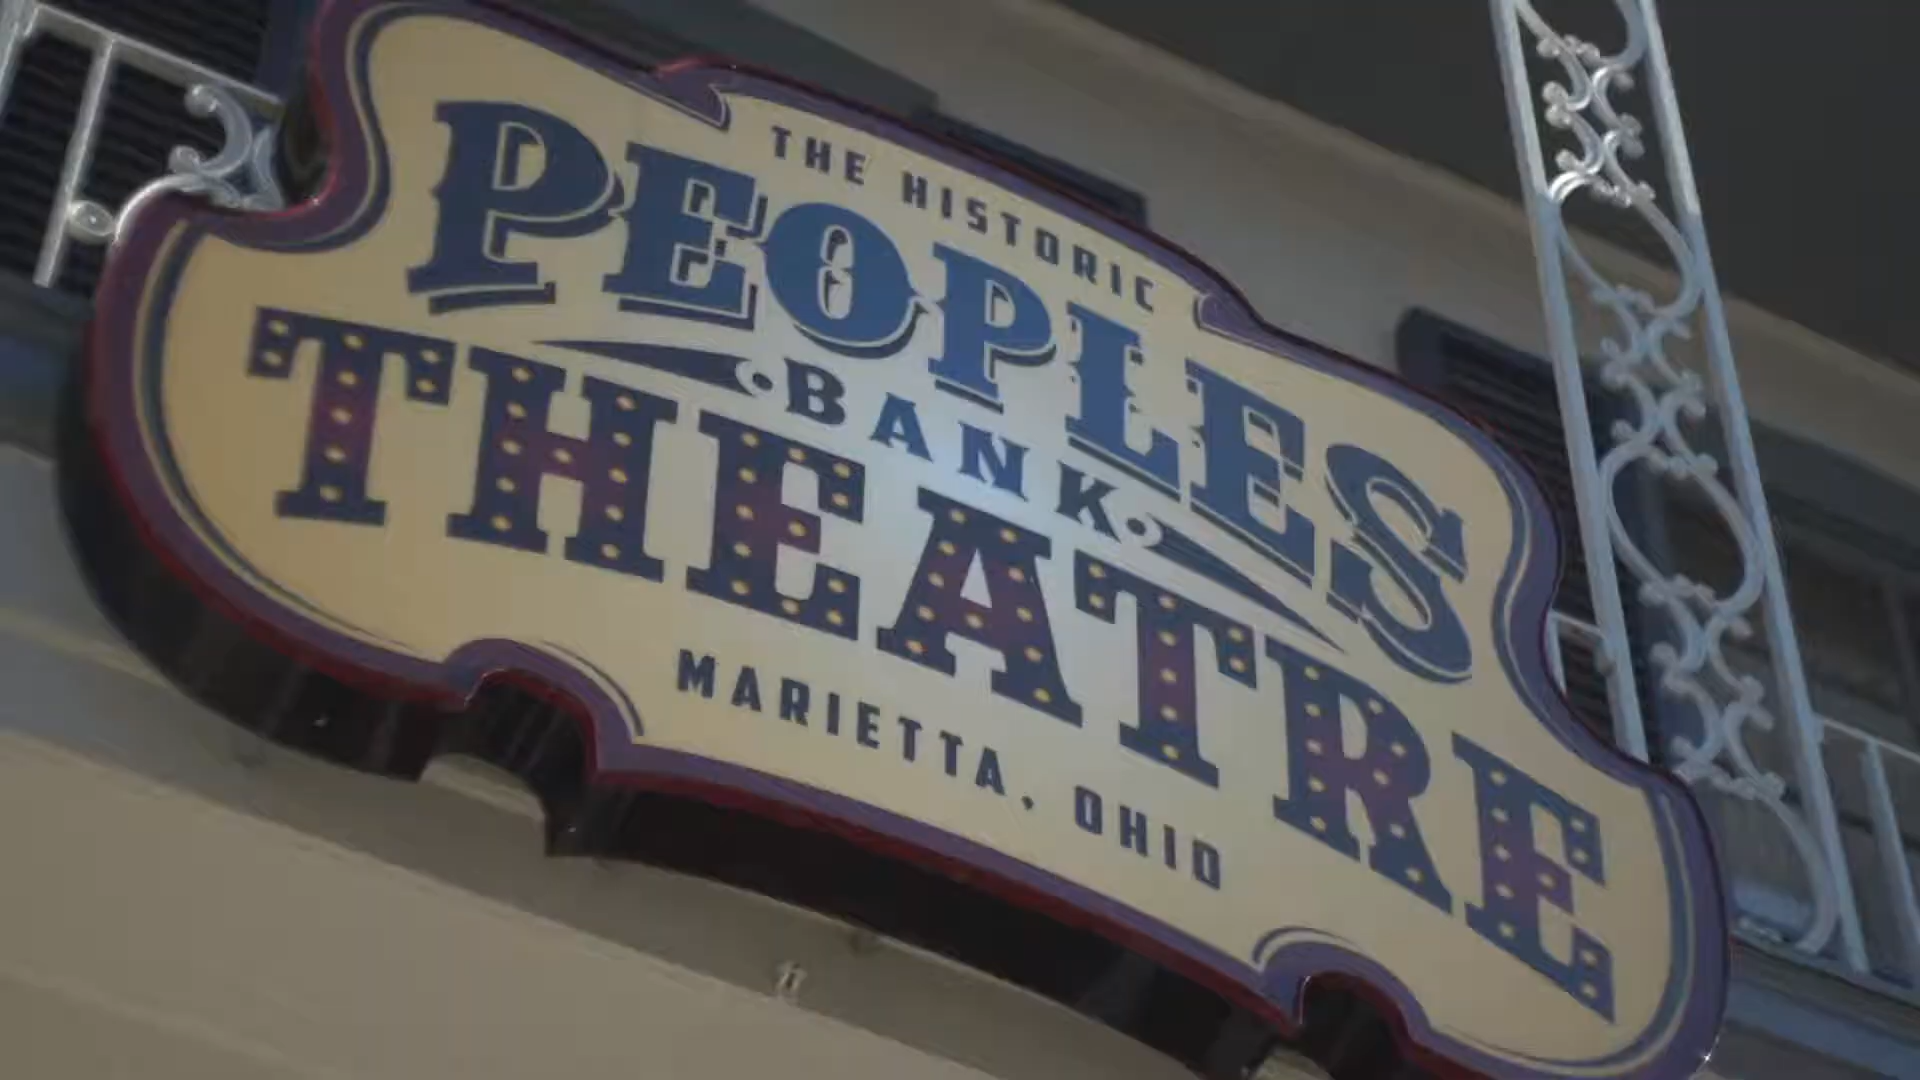 THE HISTORIC
PEOPLES
BANK
THEATRE
MARIETTA, OHIO